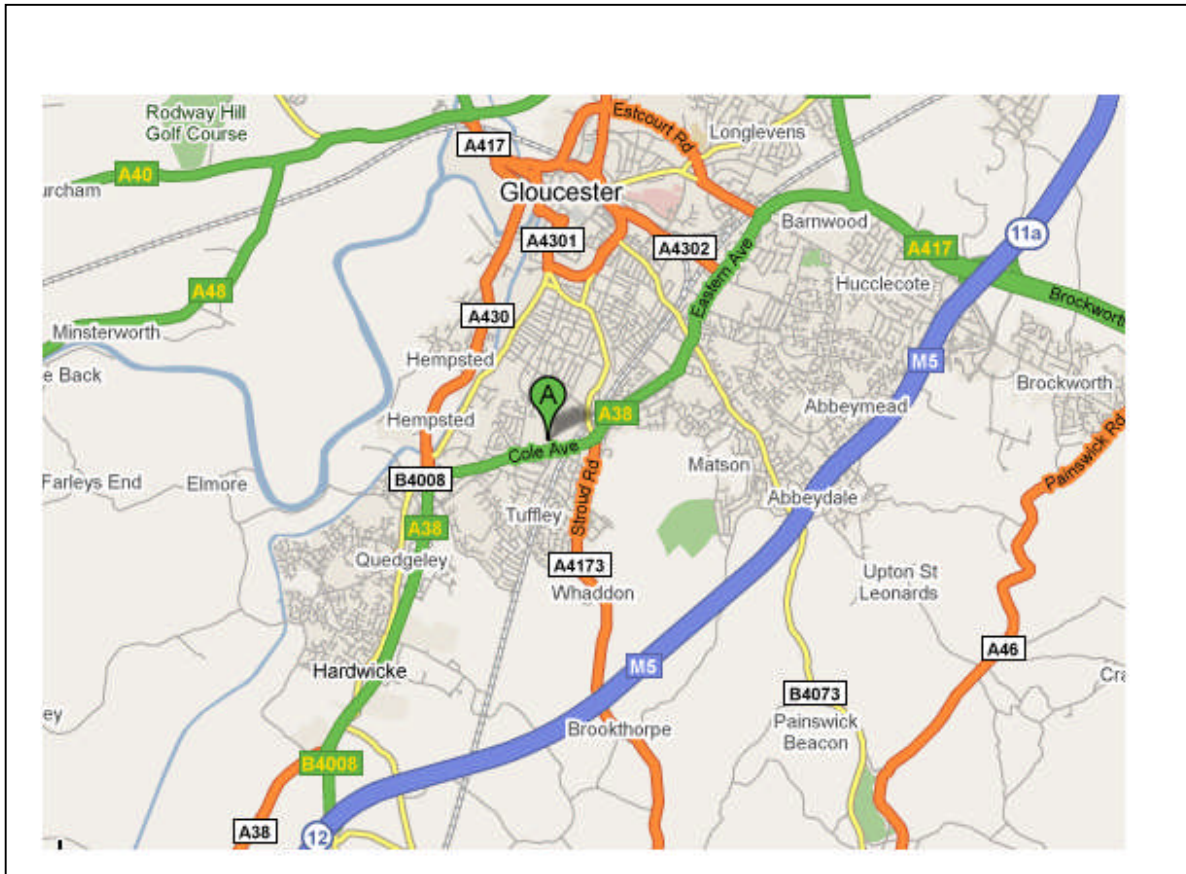 Rodway Hill
Golf Course
A417
Estcourt Rd
Longlevens
A40
urcham
Gloucester
Barnwood
11a
A4301
A4302
A417
A48
Eastern Ave
Hucclecote
Brockworth
Minsterworth
A430
Hempsted
M5
e Back
Brockworth
A
Abbeymead
Hempsted
A38
Painswick Rd
Cole Ave
Matson
Farleys End
Elmore
B4008
Stroud Rd
Abbeydale
Tuffley
A38
Quedgeley
A4173
Whaddon
Upton St
Leonards
Hardwicke
M5
A46
Cra
B4073
ey
Brookthorpe
Painswick
Beacon
B4008
A38
12